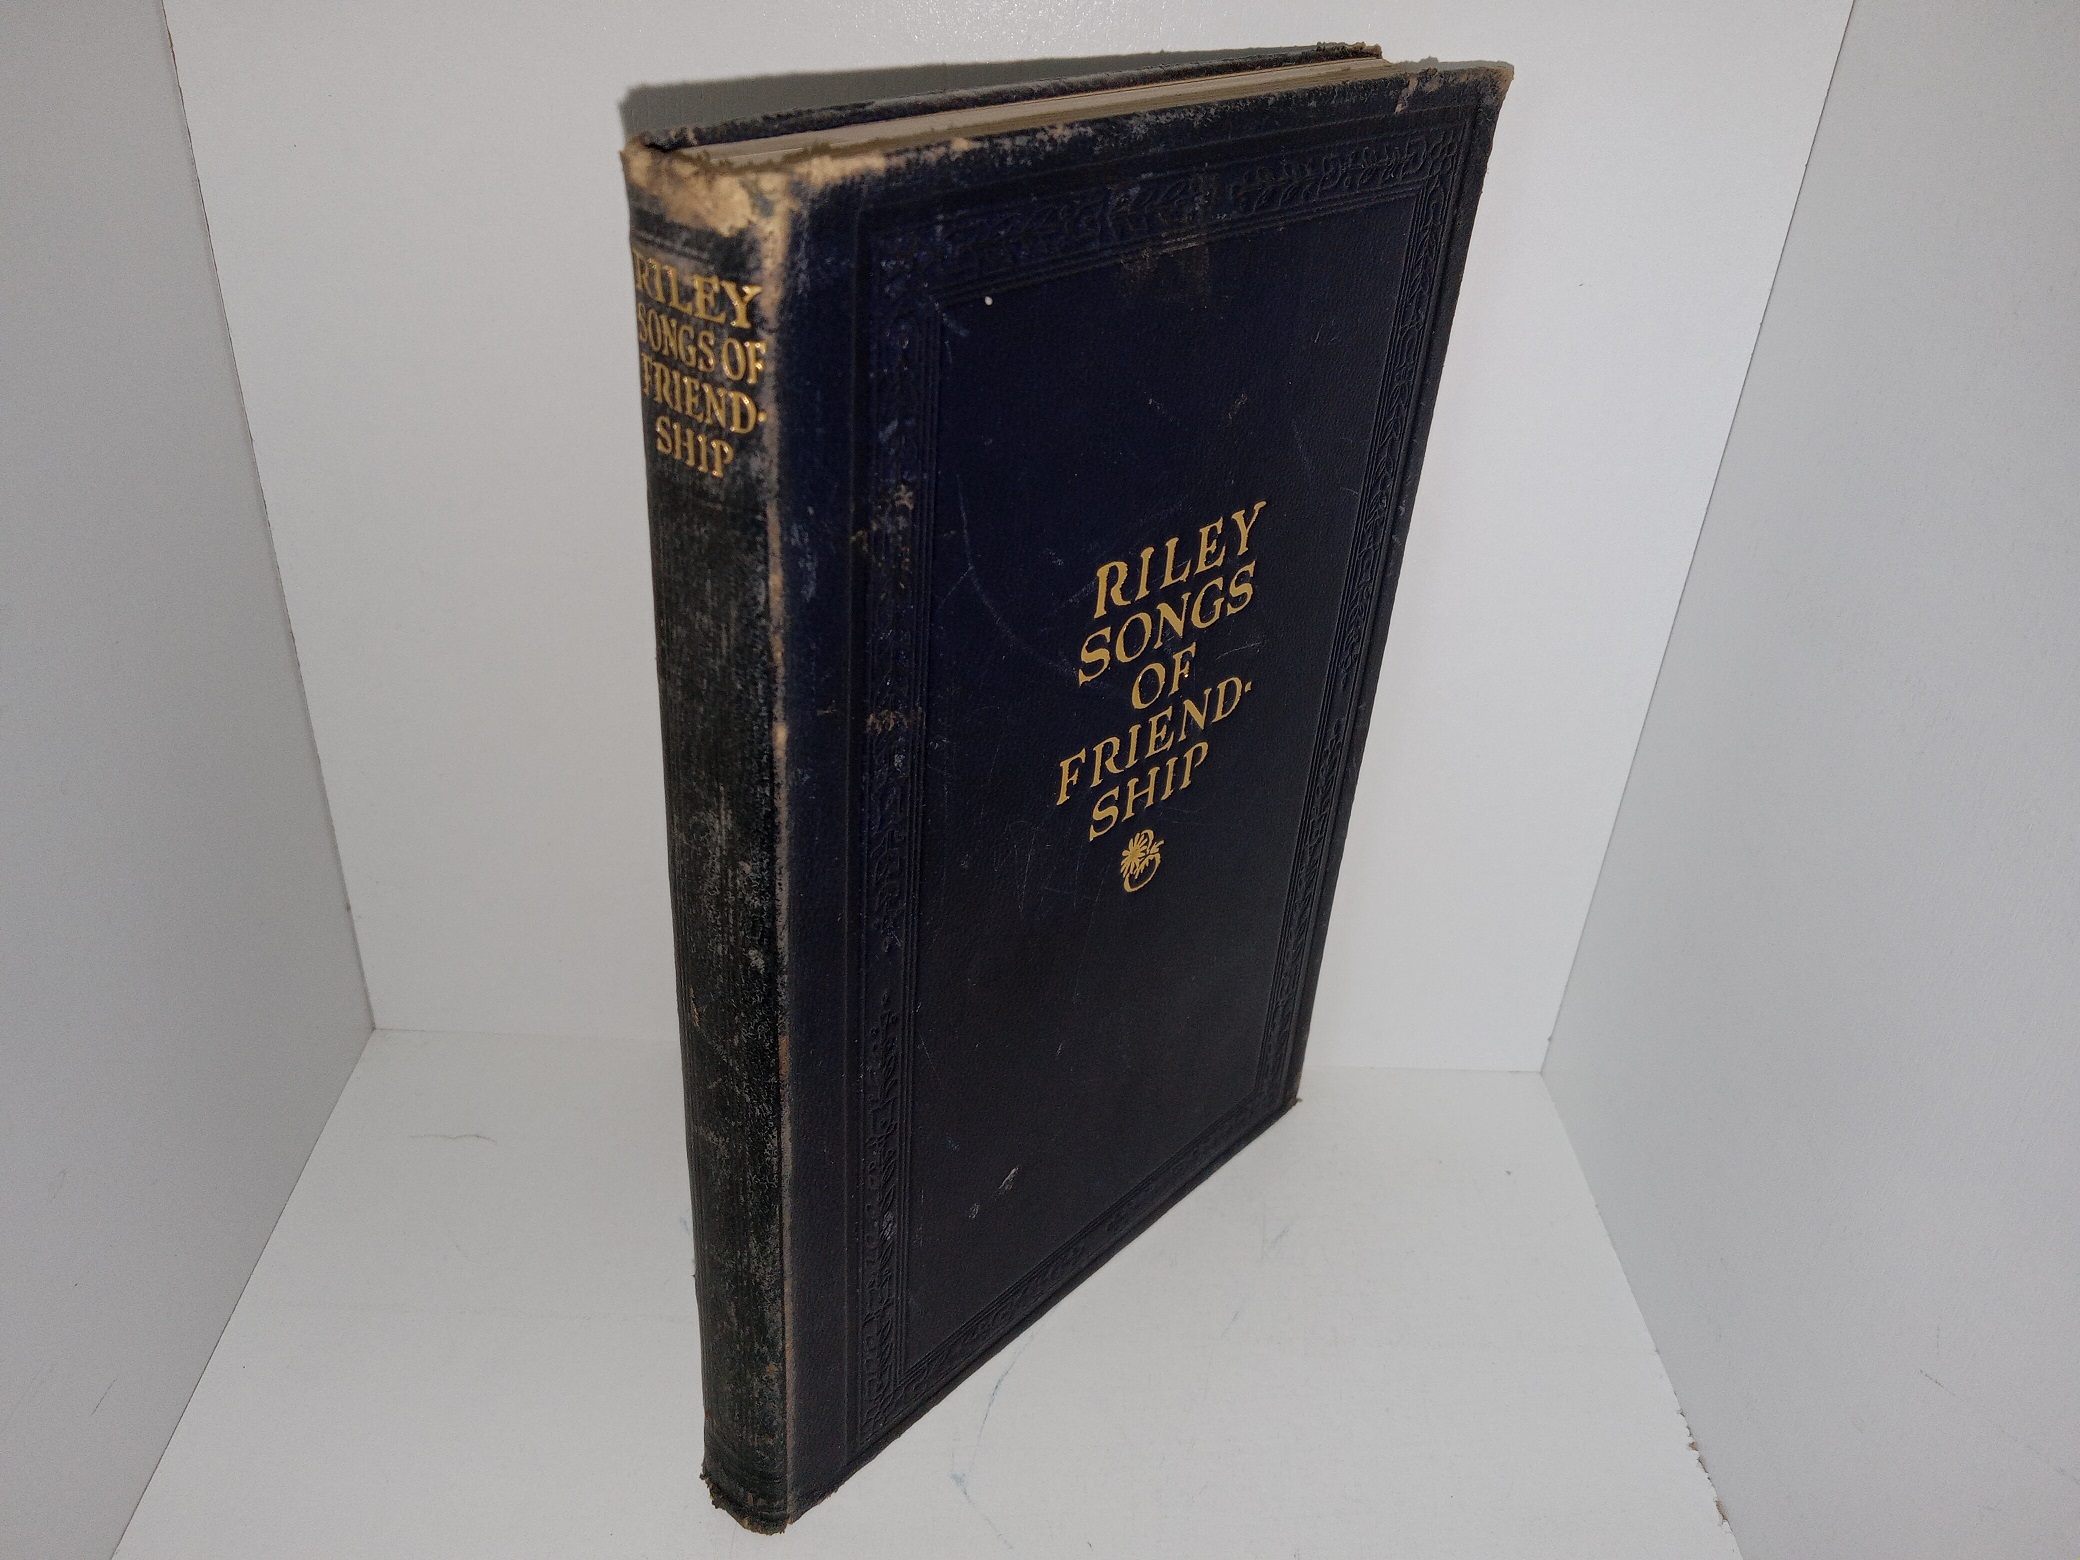 RILEY
SONGS OF
FRIEND-
SHIP
RILEY
SONGS
OF
FRIEND-
SHIP